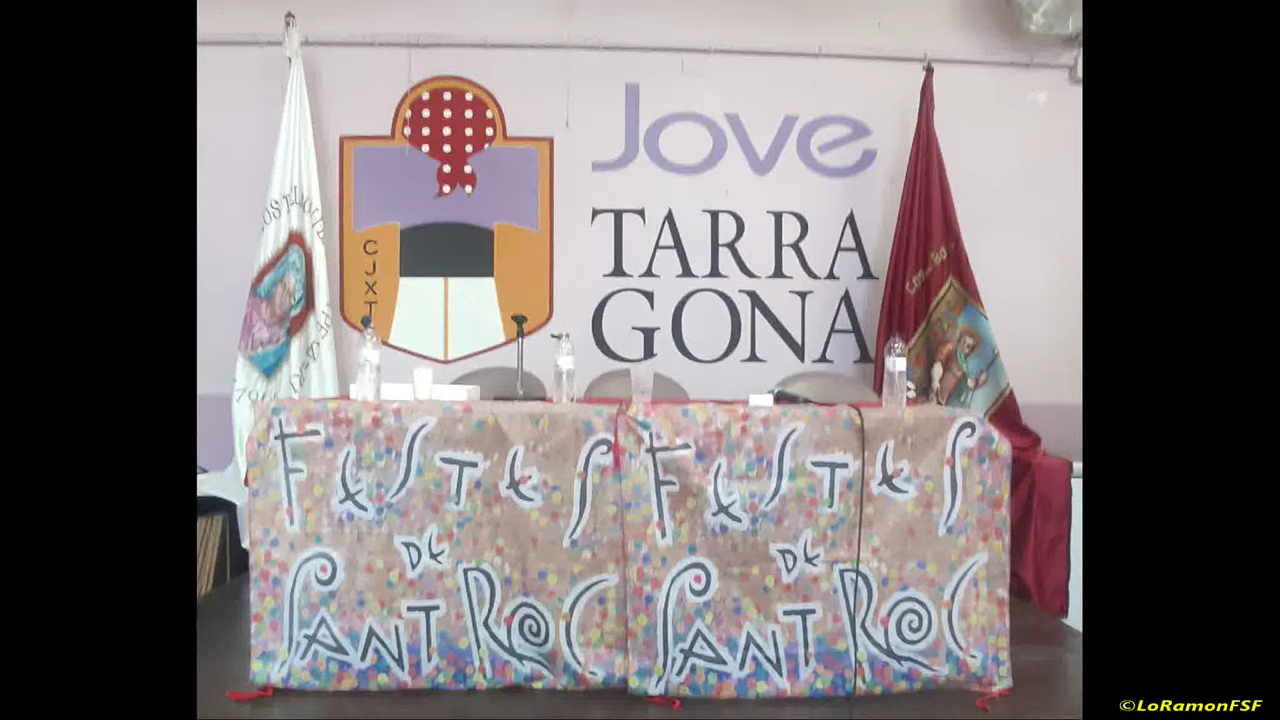 Jove
TARRA
GONA
CJXT
FESTES
DE
SANT ROC
FESTES
DE
SANT ROC
©LoRamonFSF